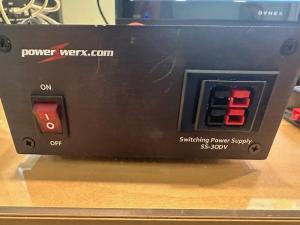 DYNEX
powerwerx.com
ON
I
O
OFF
Switching Power Supply
SS-30DV